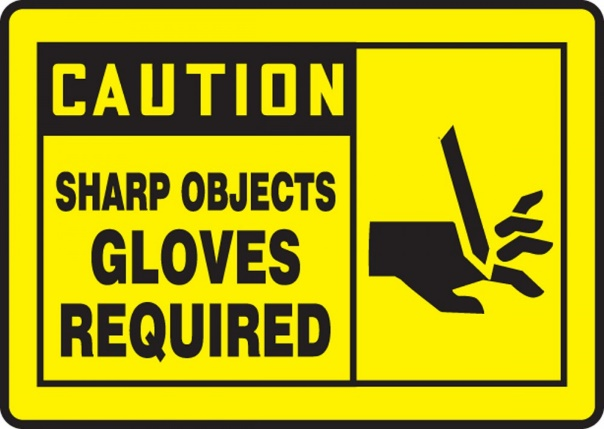 CAUTION
SHARP OBJECTS
GLOVES
REQUIRED